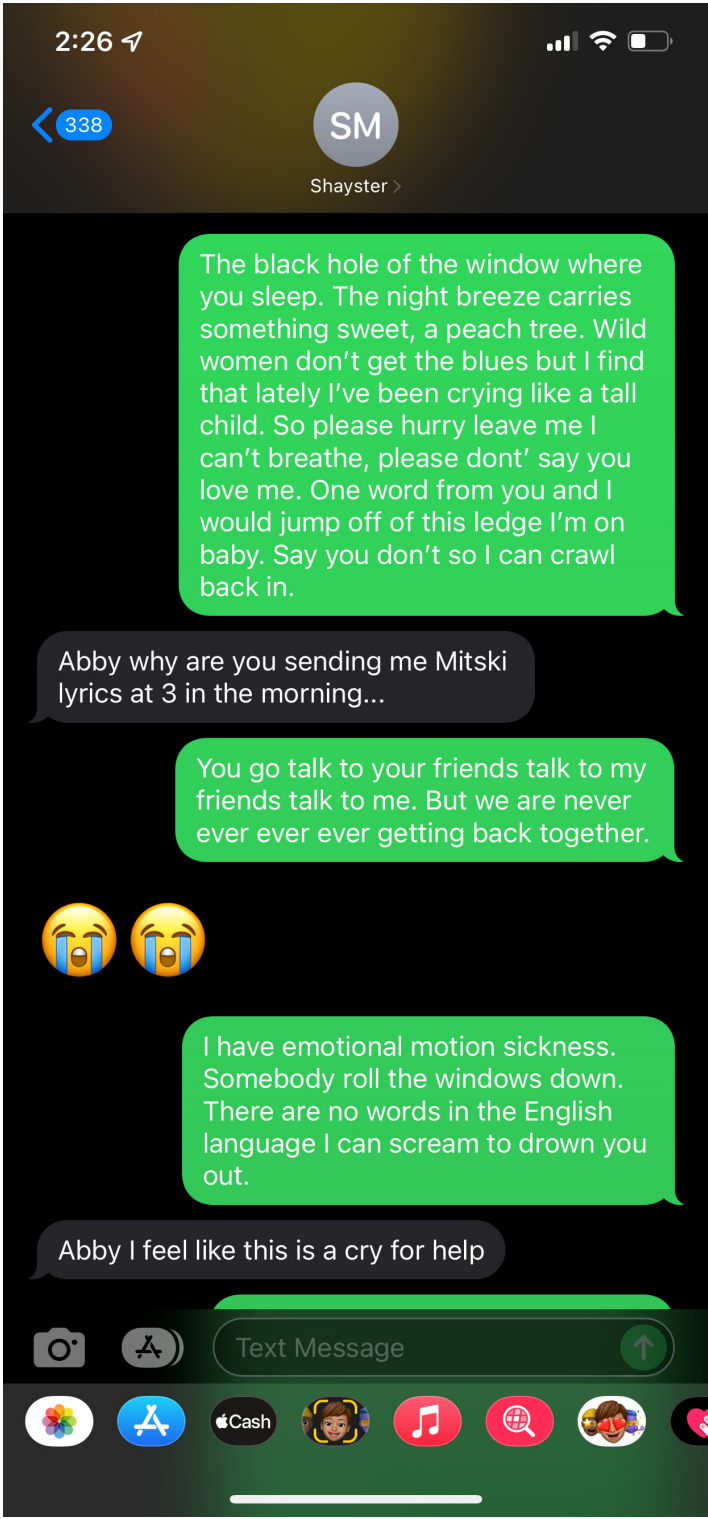 2:26
338
SM
Shayster
The black hole of the window where
you sleep. The night breeze carries
something sweet, a peach tree. Wild
women don’t get the blues but I find
that lately I’ve been crying like a tall
child. So please hurry leave me I
can’t breathe, please dont’ say you
love me. One word from you and I
would jump off of this ledge I’m on
baby. Say you don’t so I can crawl
back in.
Abby why are you sending me Mitski
lyrics at 3 in the morning...
You go talk to your friends talk to my
friends talk to me. But we are never
ever ever ever getting back together.
I have emotional motion sickness.
Somebody roll the windows down.
There are no words in the English
language I can scream to drown you
out.
Abby I feel like this is a cry for help
Text Message
Cash